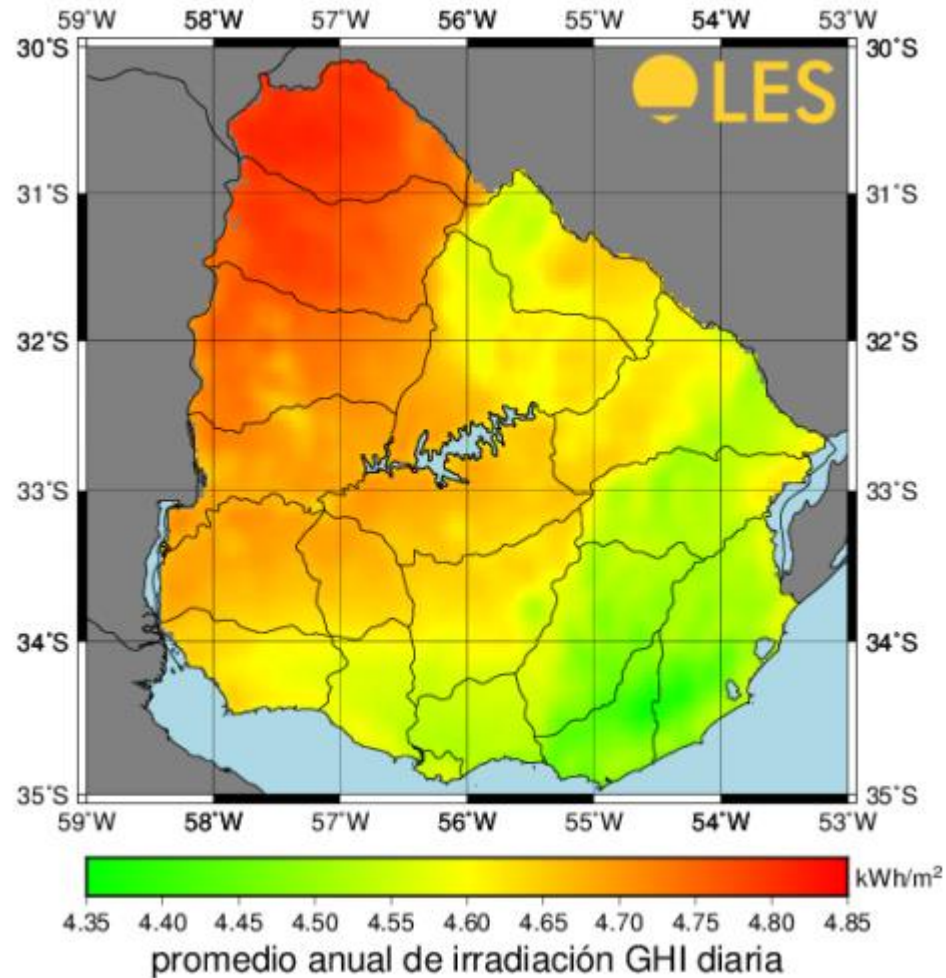 59°W 58°W 57°W 56°W 55°W 54°W 53°W
30°S 30°S
LES
31°S 31°S
32°S 32°S
33°S 33°S
34°S 34°S
35°S 35°S
59°W 58°W 57°W 56°W 55°W 54°W 53°W
kWh/m²
4.35 4.40 4.45 4.50 4.55 4.60 4.65 4.70 4.75 4.80 4.85
promedio anual de irradiación GHI diaria